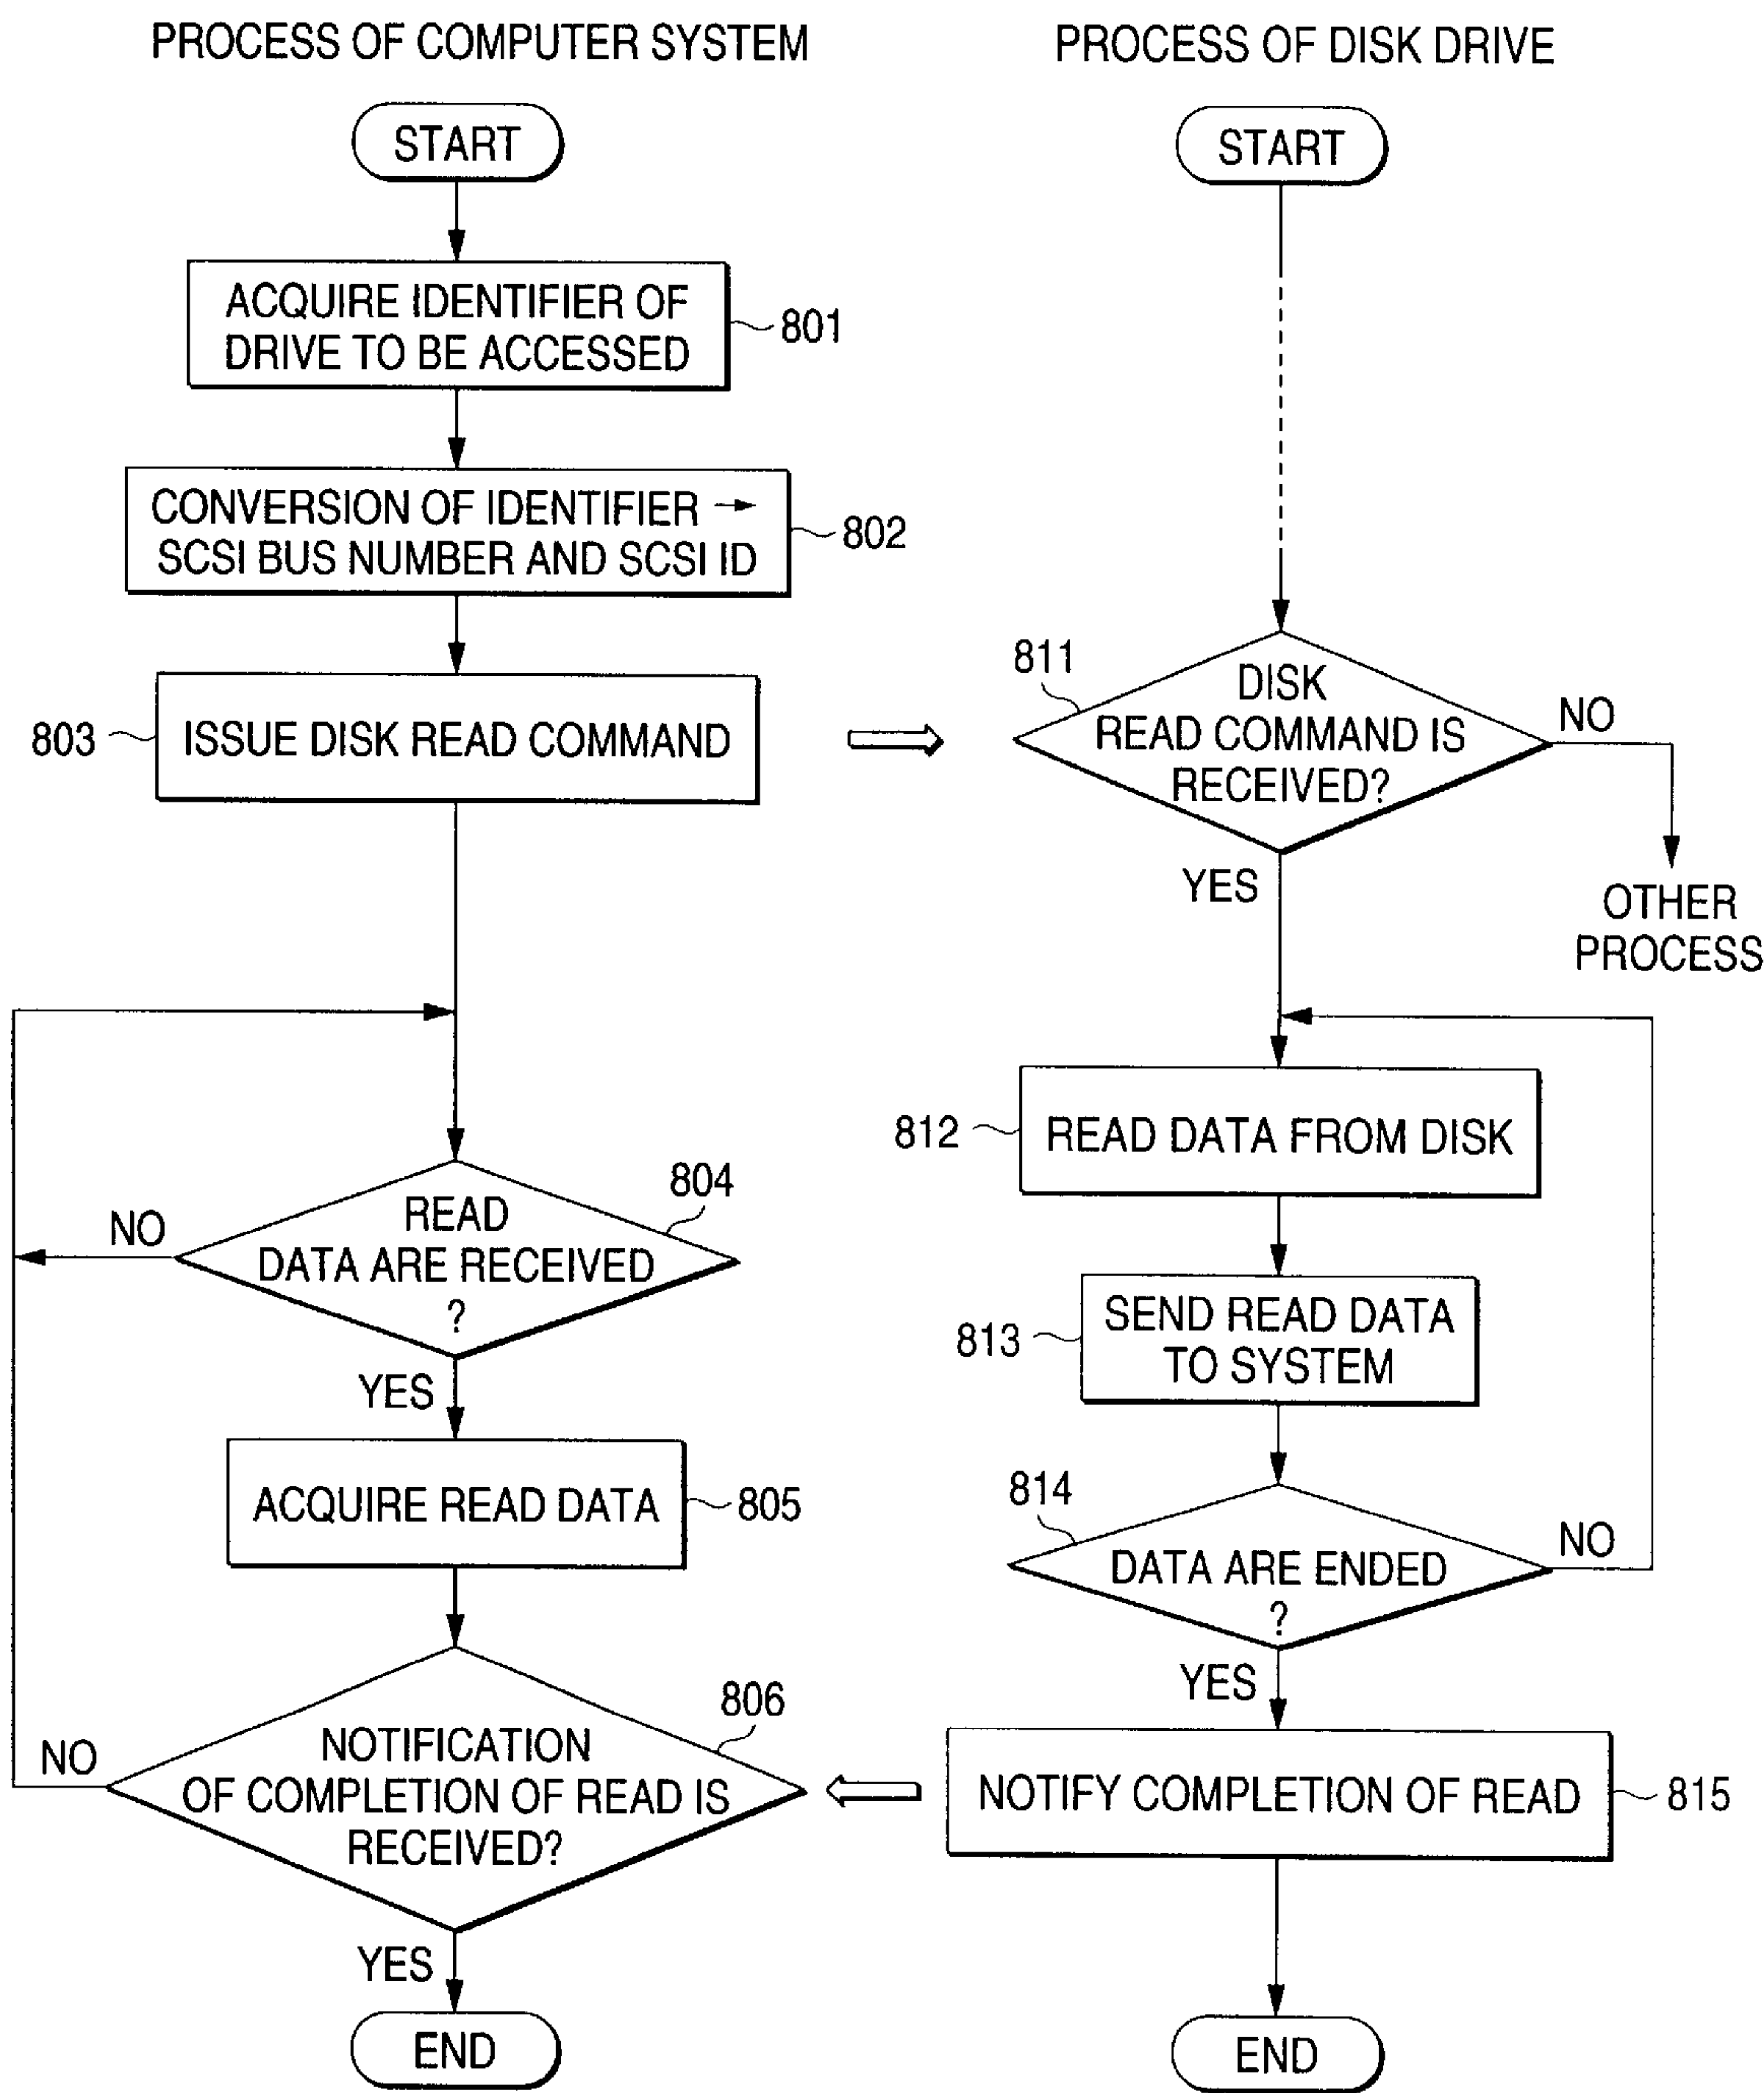 PROCESS OF COMPUTER SYSTEM
START
ACQUIRE IDENTIFIER OF
DRIVE TO BE ACCESSED
801
CONVERSION OF IDENTIFIER →
SCSI BUS NUMBER AND SCSI ID
802
803
ISSUE DISK READ COMMAND
804
READ
DATA ARE RECEIVED
?
NO
YES
ACQUIRE READ DATA
805
806
NOTIFICATION
OF COMPLETION OF READ IS
RECEIVED?
NO
YES
END
PROCESS OF DISK DRIVE
START
811
DISK
READ COMMAND IS
RECEIVED?
NO
OTHER
PROCESS
YES
812
READ DATA FROM DISK
813
SEND READ DATA
TO SYSTEM
814
DATA ARE ENDED
?
NO
YES
NOTIFY COMPLETION OF READ
815
END